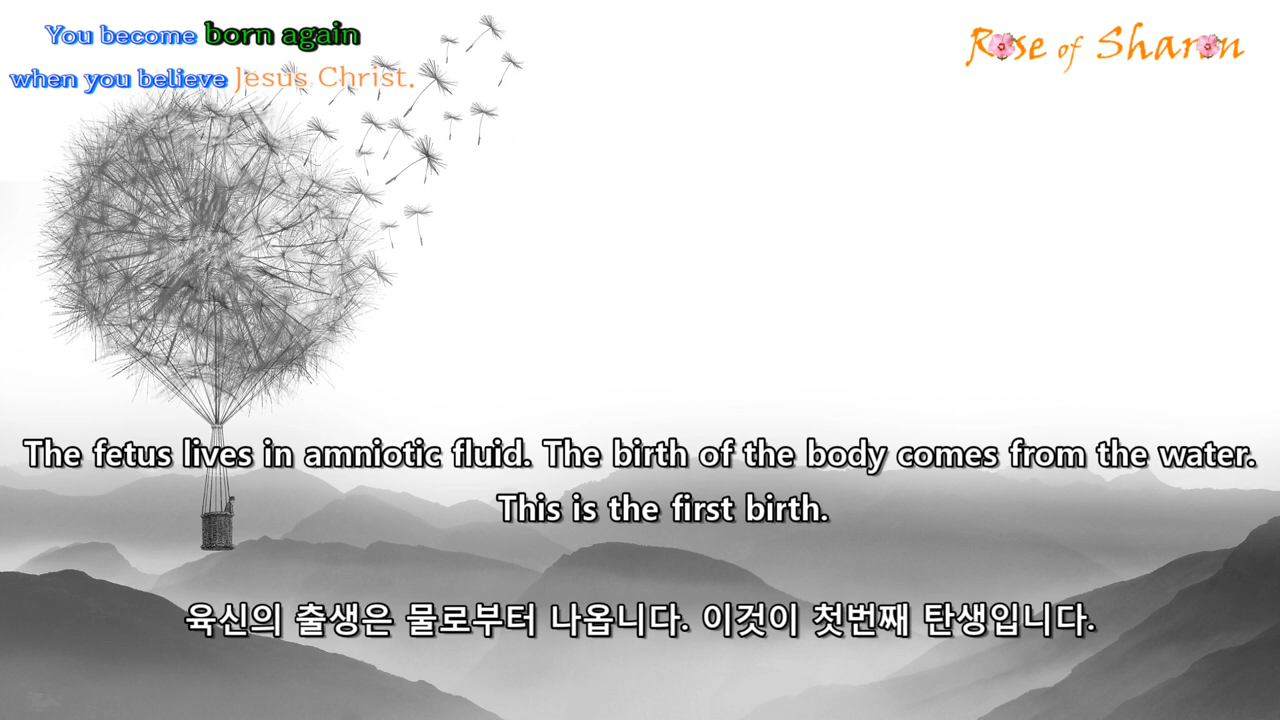 You become born again
when you believe Jesus Christ.
Rose of Sharon
The fetus lives in amniotic fluid. The birth of the body comes from the water.
This is the first birth.
육신의 출생은 물로부터 나옵니다. 이것이 첫번째 탄생입니다.